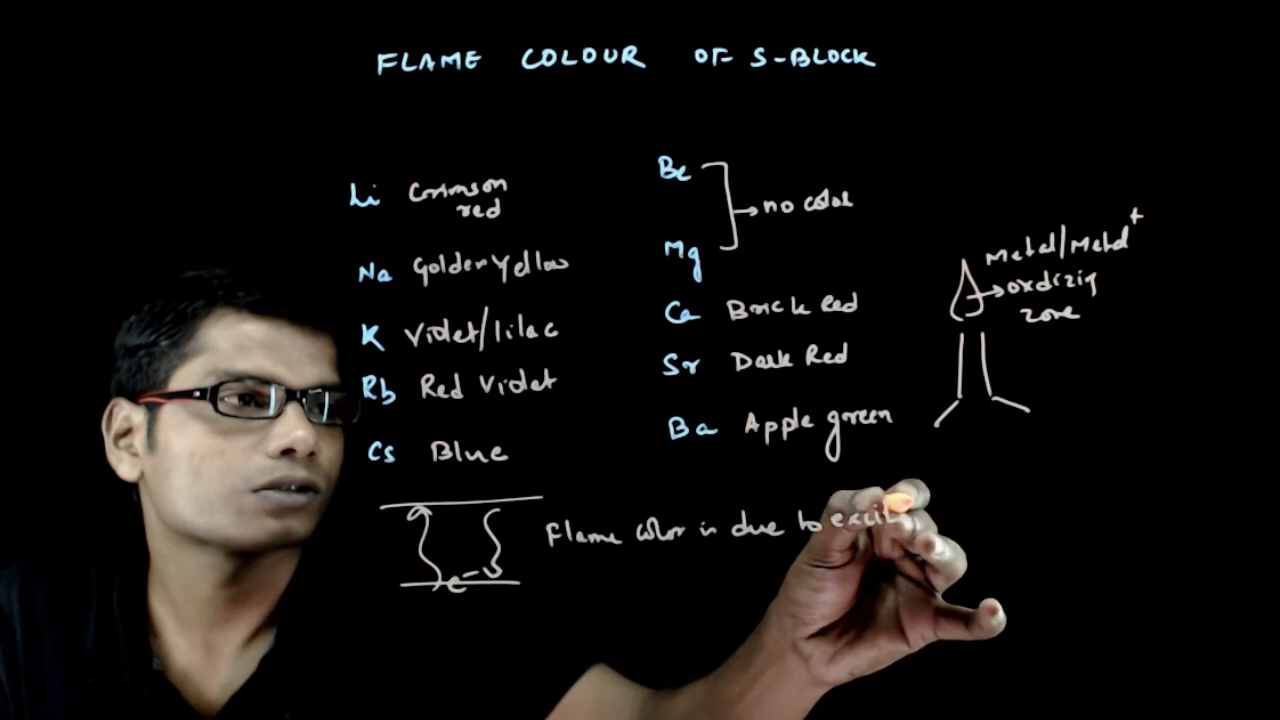 FLAME COLOUR OF S-BLOCK
Li Crimson
red
Na Golden Yellow
K Violet/lilac
Rb Red Violet
Cs Blue
Be
Mg
no color
Ca Brick Red
Sr Dark Red
Ba Apple green
Metal/Metal+
oxdizig
zone
e-
Flame color is due to exci